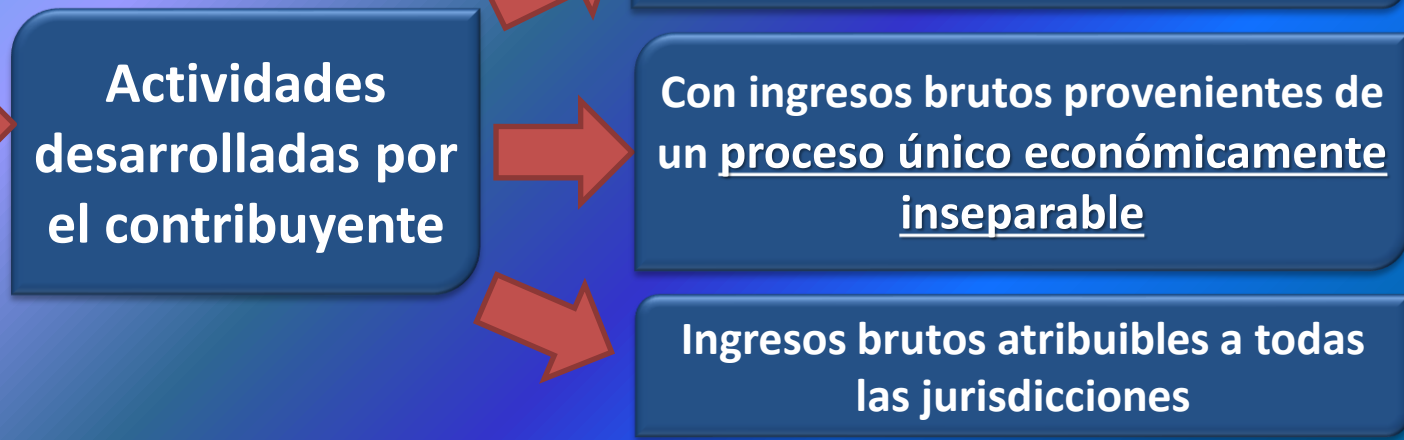 Actividades
desarrolladas por
el contribuyente
Con ingresos brutos provenientes de
un proceso único económicamente
inseparable
Ingresos brutos atribuibles a todas
las jurisdicciones